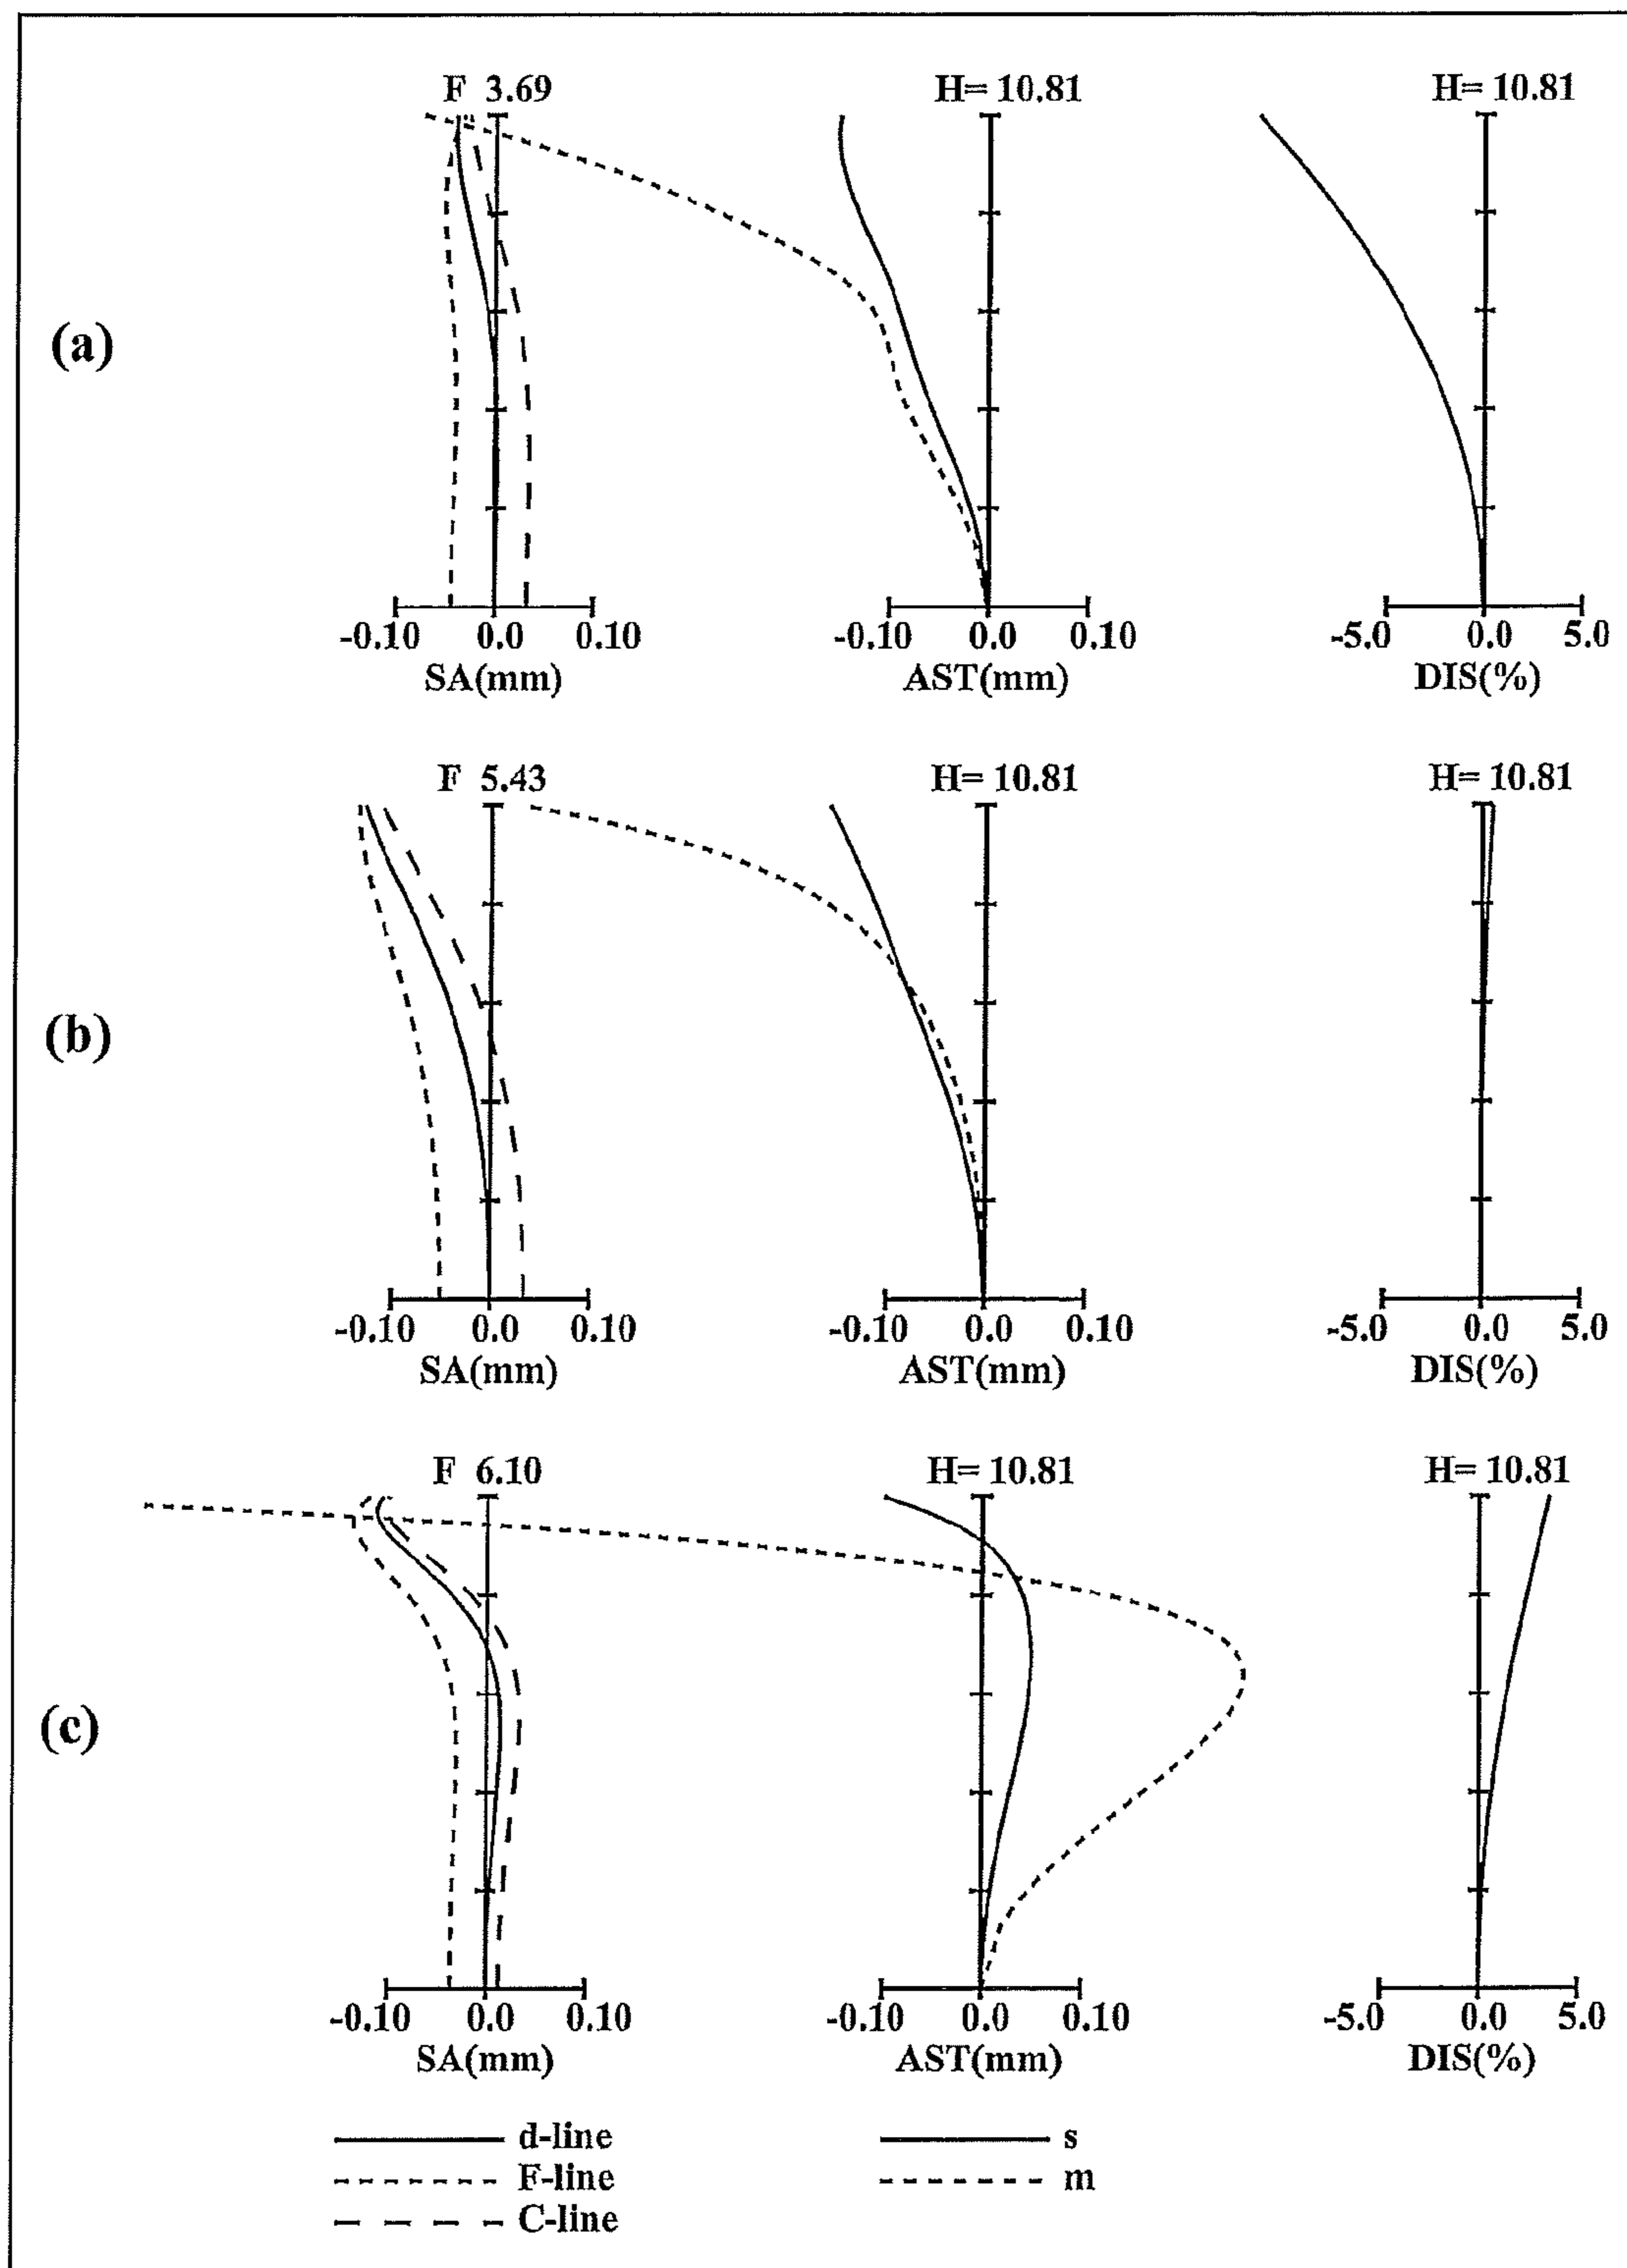 F 3.69 H= 10.81 H= 10.81
(a)
-0.10 0.0 0.10 -0.10 0.0 0.10 -5.0 0.0 5.0
SA(mm) AST(mm) DIS(%)
F 5.43 H= 10.81 H= 10.81
(b)
-0.10 0.0 0.10 -0.10 0.0 0.10 -5.0 0.0 5.0
SA(mm) AST(mm) DIS(%)
F 6.10 H= 10.81 H= 10.81
(c)
-0.10 0.0 0.10 -0.10 0.0 0.10 -5.0 0.0 5.0
SA(mm) AST(mm) DIS(%)
d-line s
F-line m
C-line